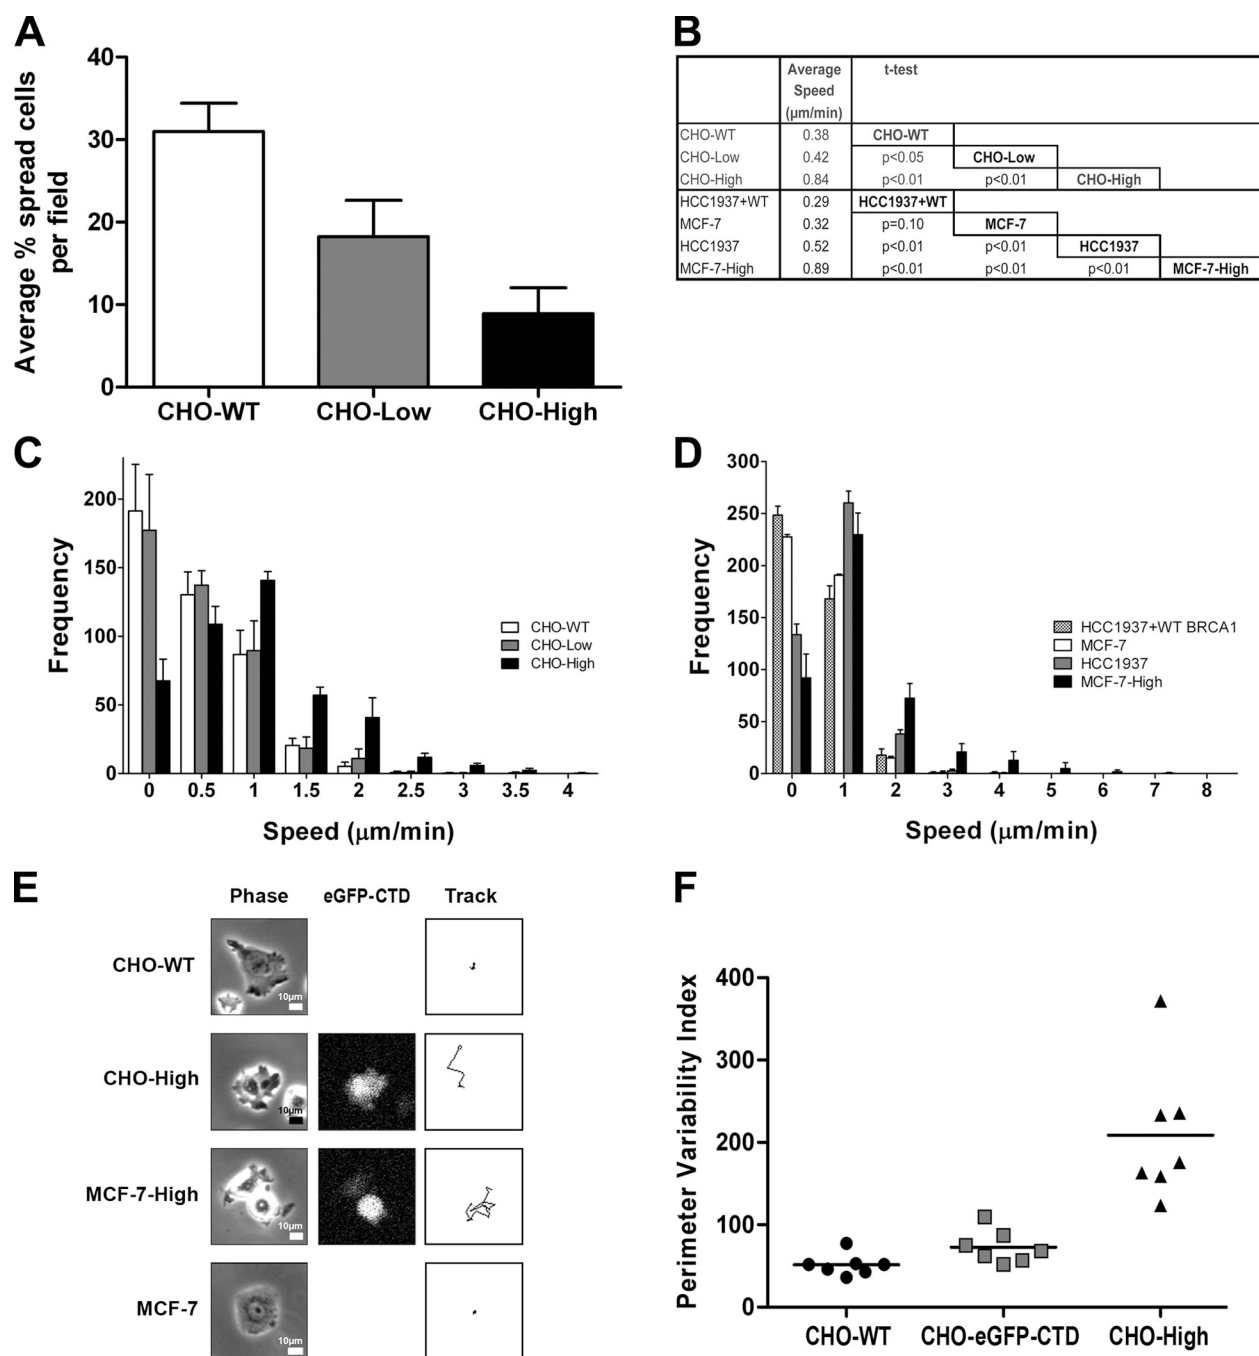 A
Average % spread cells
per field
40
30
20
10
0
CHO-WT
CHO-Low
CHO-High
B
Average
Speed
(µm/min)
t-test
CHO-WT 0.38 CHO-WT
CHO-Low 0.42 p<0.05 CHO-Low
CHO-High 0.84 p<0.01 p<0.01 CHO-High
HCC1937+WT 0.29 HCC1937+WT
MCF-7 0.32 p=0.10 MCF-7
HCC1937 0.52 p<0.01 p<0.01 HCC1937
MCF-7-High 0.89 p<0.01 p<0.01 p<0.01 MCF-7-High
C
Frequency
200
150
100
50
0
CHO-WT
CHO-Low
CHO-High
0 0.5 1 1.5 2 2.5 3 3.5 4
Speed (µm/min)
D
Frequency
300
250
200
150
100
50
0
HCC1937+WT BRCA1
MCF-7
HCC1937
MCF-7-High
0 1 2 3 4 5 6 7 8
Speed (µm/min)
E
Phase eGFP-CTD Track
CHO-WT
10µm
CHO-High
10µm
MCF-7-High
10µm
MCF-7
10µm
F
Perimeter Variability Index
400
300
200
100
0
CHO-WT
CHO-eGFP-CTD
CHO-High